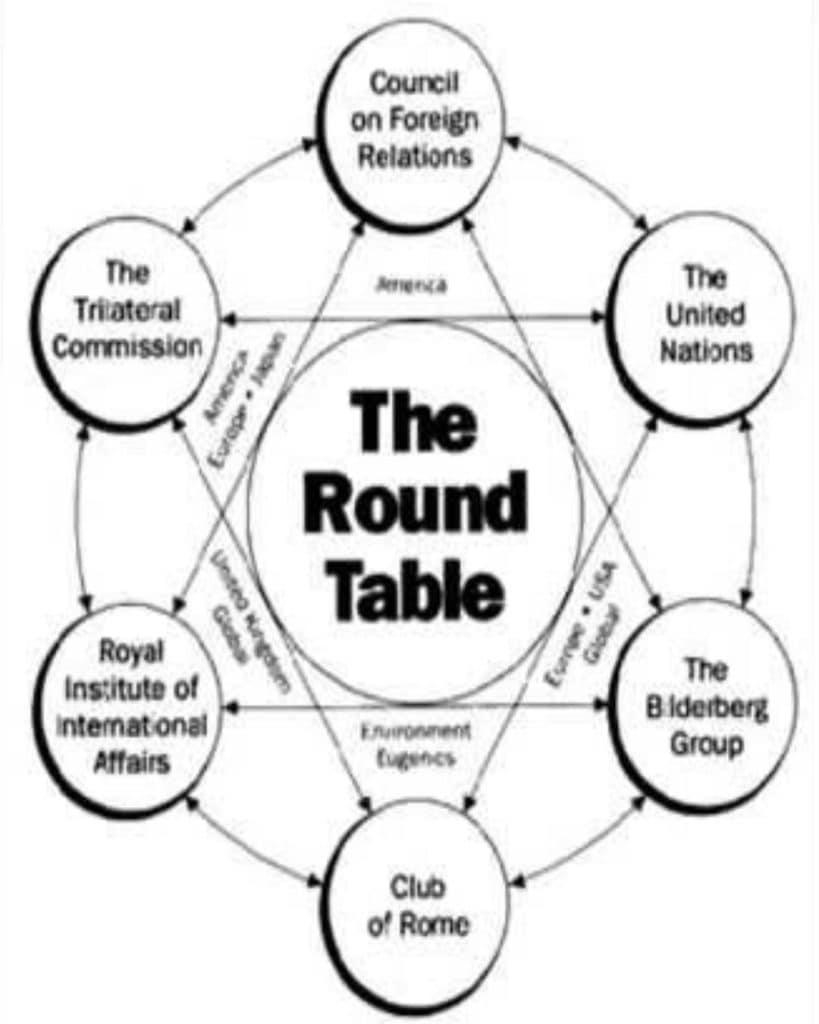 Council
on Foreign
Relations
The
Trilateral
Commission
The
United
Nations
America
America
Europe • Japan
The
Round
Table
United Kingdom
Global
Europe • USA
Global
Royal
Institute of
International
Affairs
The
Bilderberg
Group
Environment
Eugenics
Club
of Rome